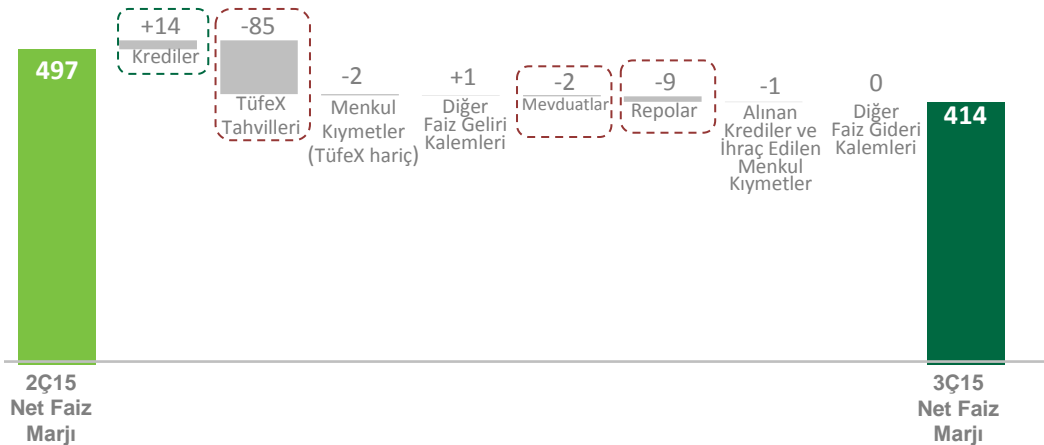 497
+14
Krediler
-85
TüfeX
Tahvilleri
-2
Menkul
Kıymetler
(TüfeX hariç)
+1
Diğer
Faiz Geliri
Kalemleri
-2
Mevduatlar
-9
Repolar
-1
Alınan
Krediler ve
İhraç Edilen
Menkul
Kıymetler
0
Diğer
Faiz Gideri
Kalemleri
414
2Ç15
Net Faiz
Marjı
3Ç15
Net Faiz
Marjı